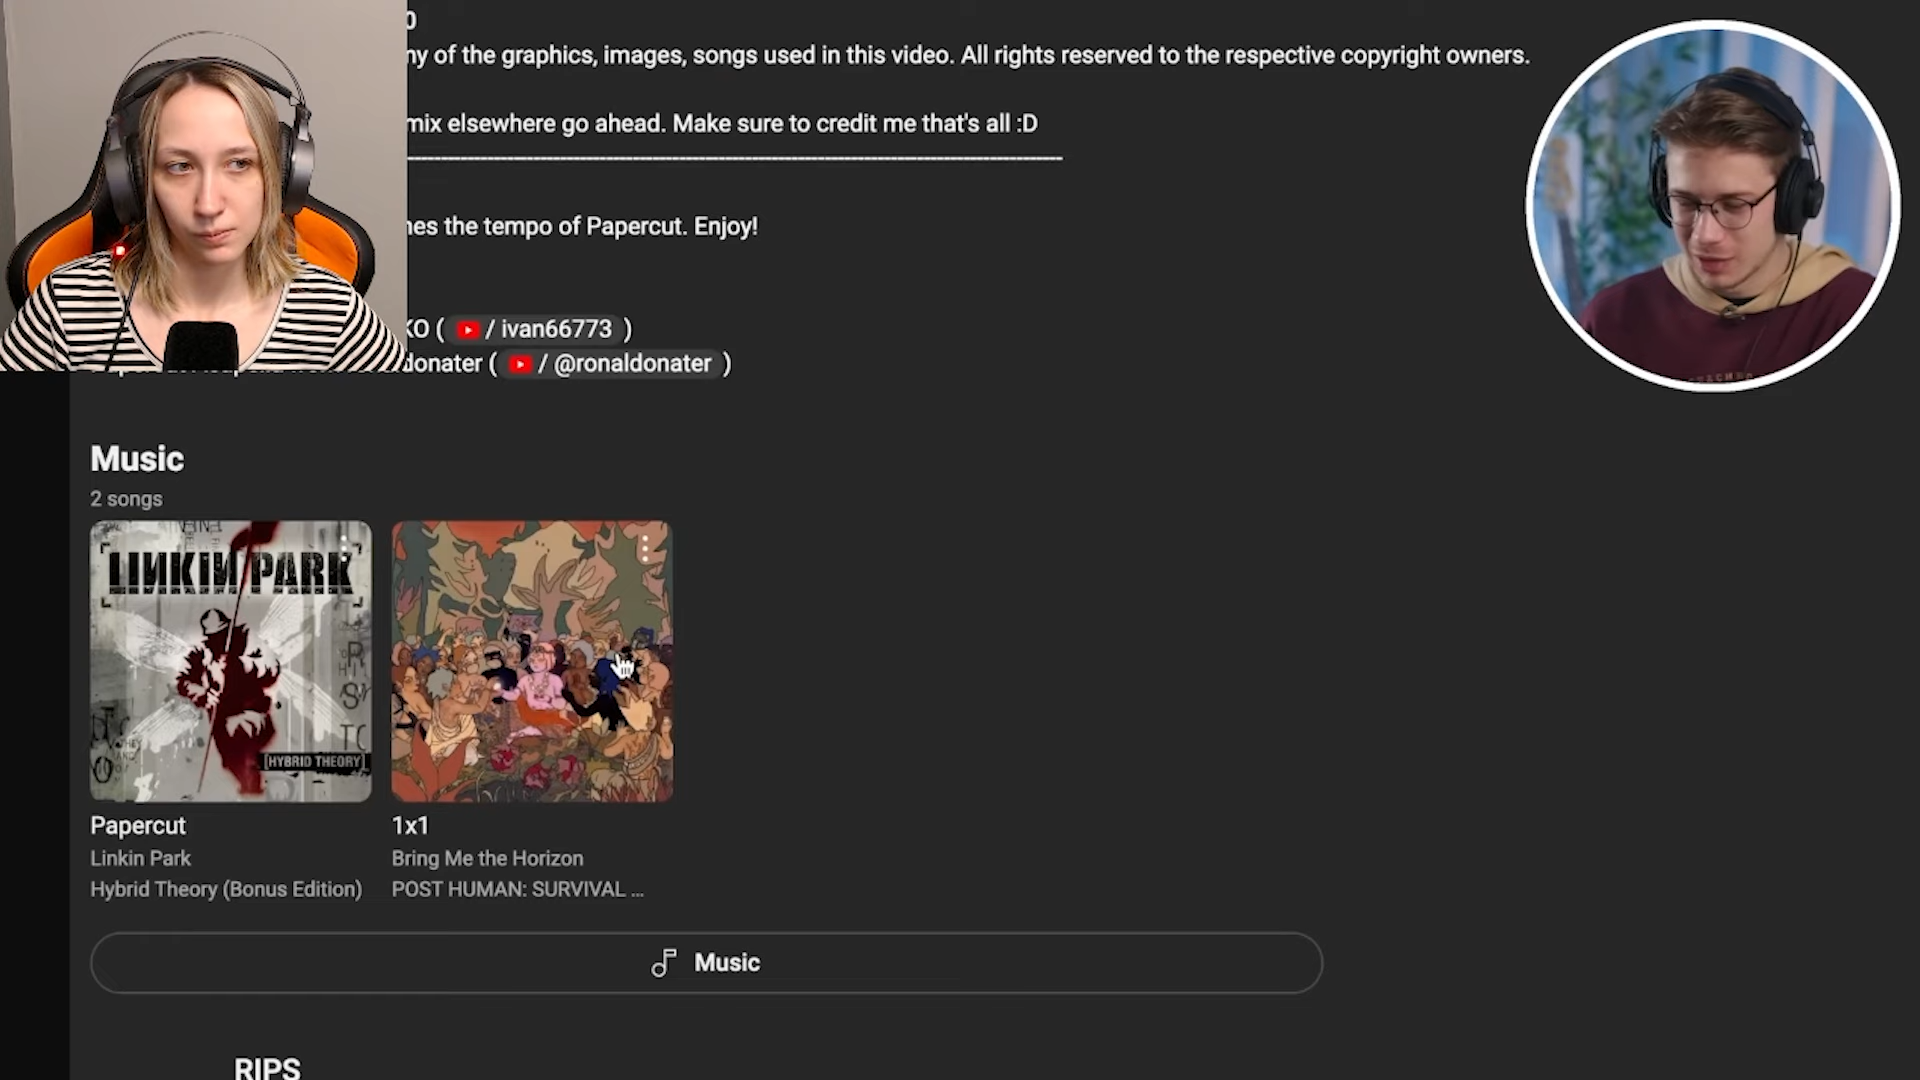 0
ny of the graphics, images, songs used in this video. All rights reserved to the respective copyright owners.
mix elsewhere go ahead. Make sure to credit me that's all :D
hes the tempo of Papercut. Enjoy!
KO ( / ivan66773 )
donater ( / @ronaldonater )
Music
2 songs
LINKIN PARK
[HYBRID THEORY]
Papercut
Linkin Park
Hybrid Theory (Bonus Edition)
1x1
Bring Me the Horizon
POST HUMAN: SURVIVAL ...
Music
RIPS